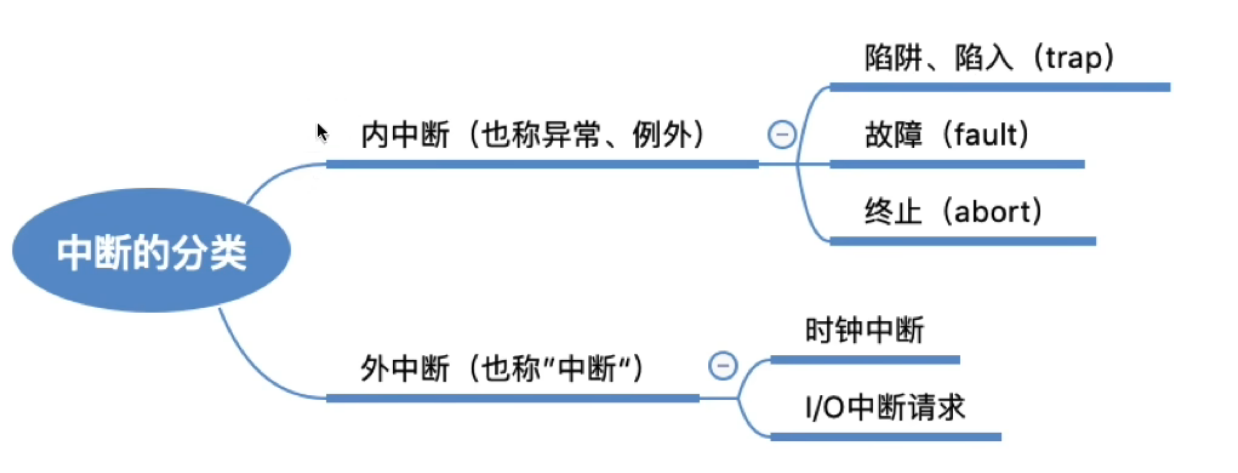 中断的分类
内中断（也称异常、例外）
陷阱、陷入（trap）
故障（fault）
终止（abort）
外中断（也称”中断“）
时钟中断
I/O中断请求